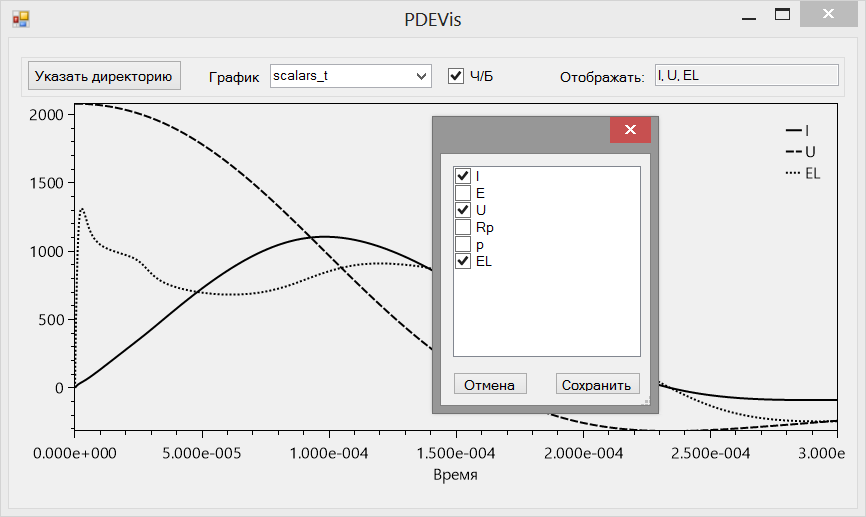 PDEVis
Указать директорию
График
scalars_t
Ч/Б
Отображать:
I, U, EL
I
U
EL
2000
1500
1000
500
0
0.000e+000
5.000e-005
1.000e-004
1.500e-004
2.000e-004
2.500e-004
3.000e
Время
I
E
U
Rp
p
EL
Отмена
Сохранить